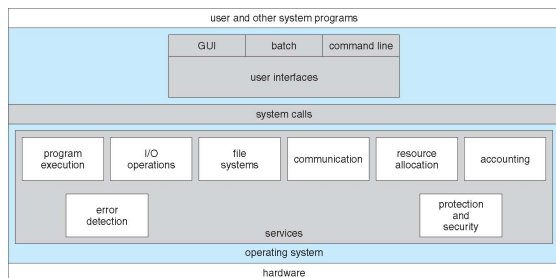 user and other system programs
GUI
batch
command line
user interfaces
system calls
program
execution
I/O
operations
file
systems
communication
resource
allocation
accounting
error
detection
protection
and
security
services
operating system
hardware